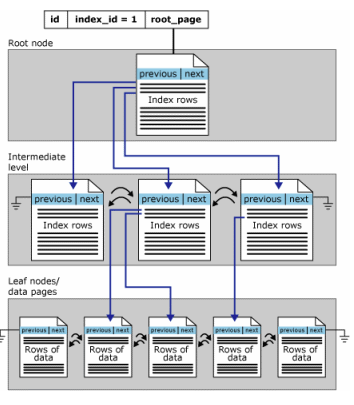 id index_id = 1 root_page
Root node
previous next
Index rows
Intermediate
level
previous next previous next previous next
Index rows Index rows Index rows
Leaf nodes/
data pages
previous next previous next previous next previous next previous next
Rows of Rows of Rows of Rows of Rows of
data data data data data